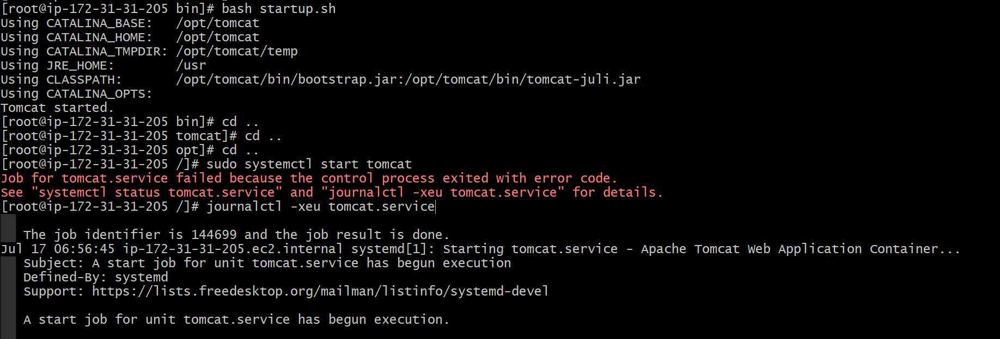 [root@ip-172-31-31-205 bin]# bash startup.sh
Using CATALINA_BASE:   /opt/tomcat
Using CATALINA_HOME:   /opt/tomcat
Using CATALINA_TMPDIR: /opt/tomcat/temp
Using JRE_HOME:        /usr
Using CLASSPATH:       /opt/tomcat/bin/bootstrap.jar:/opt/tomcat/bin/tomcat-juli.jar
Using CATALINA_OPTS:
Tomcat started.
[root@ip-172-31-31-205 bin]# cd ..
[root@ip-172-31-31-205 tomcat]# cd ..
[root@ip-172-31-31-205 opt]# cd ..
[root@ip-172-31-31-205 /]# sudo systemctl start tomcat
Job for tomcat.service failed because the control process exited with error code.
See "systemctl status tomcat.service" and "journalctl -xeu tomcat.service" for details.
[root@ip-172-31-31-205 /]# journalctl -xeu tomcat.service
The job identifier is 144699 and the job result is done.
Jul 17 06:56:45 ip-172-31-31-205.ec2.internal systemd[1]: Starting tomcat.service - Apache Tomcat Web Application Container...
Subject: A start job for unit tomcat.service has begun execution
Defined-By: systemd
Support: https://lists.freedesktop.org/mailman/listinfo/systemd-devel
A start job for unit tomcat.service has begun execution.